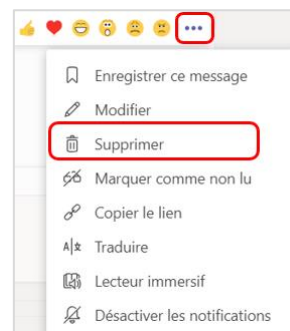 Enregistrer ce message
Modifier
Supprimer
Marquer comme non lu
Copier le lien
Traduire
Lecteur immersif
Désactiver les notifications